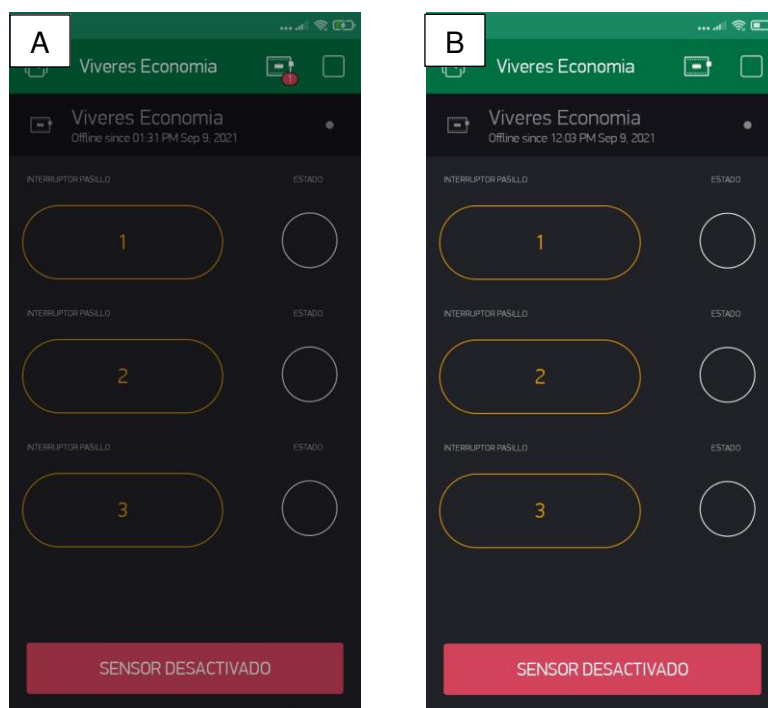 A
Viveres Economia
1
Viveres Economia
Offline since 01:31 PM Sep 9, 2021
INTERRUPTOR PASILLO ESTADO
1
INTERRUPTOR PASILLO ESTADO
2
INTERRUPTOR PASILLO ESTADO
3
SENSOR DESACTIVADO
B
Viveres Economia
Viveres Economia
Offline since 12:03 PM Sep 9, 2021
INTERRUPTOR PASILLO ESTADO
1
INTERRUPTOR PASILLO ESTADO
2
INTERRUPTOR PASILLO ESTADO
3
SENSOR DESACTIVADO